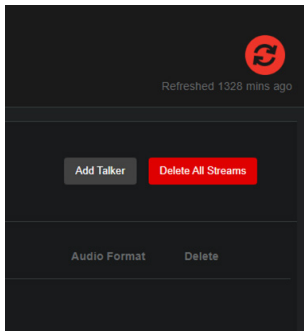 Refreshed 1328 mins ago
Add Talker Delete All Streams
Audio Format Delete